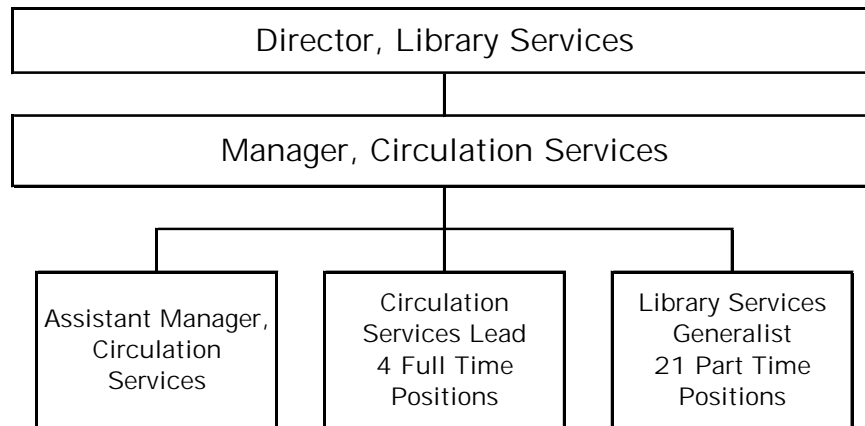 Director, Library Services
Manager, Circulation Services
Assistant Manager,
Circulation
Services
Circulation
Services Lead
4 Full Time
Positions
Library Services
Generalist
21 Part Time
Positions